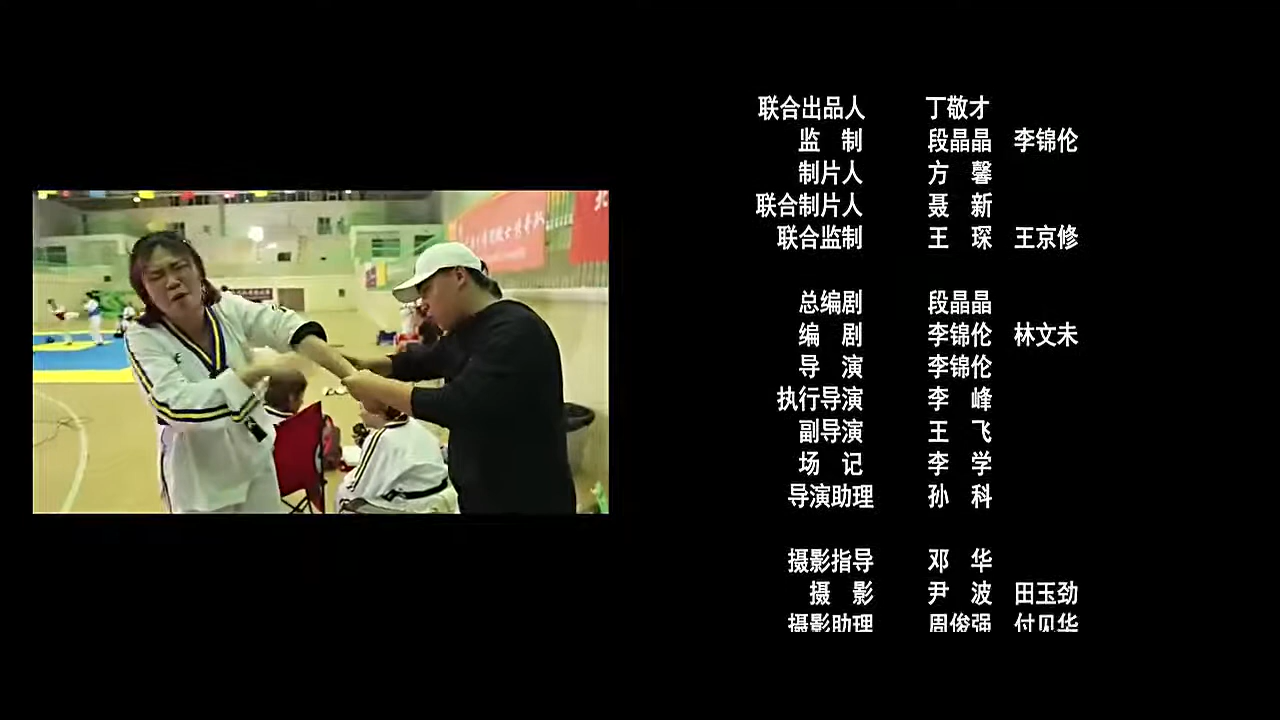 联合出品人 丁敬才
监 制 段晶晶 李锦伦
制片人 方 馨
联合制片人 聂 新
联合监制 王 琛 王京修
总编剧 段晶晶
编 剧 李锦伦 林文未
导 演 李锦伦
执行导演 李 峰
副导演 王 飞
场 记 李 学
导演助理 孙 科
摄影指导 邓 华
摄 影 尹 波 田玉劲
摄影助理 周俊强 付见华